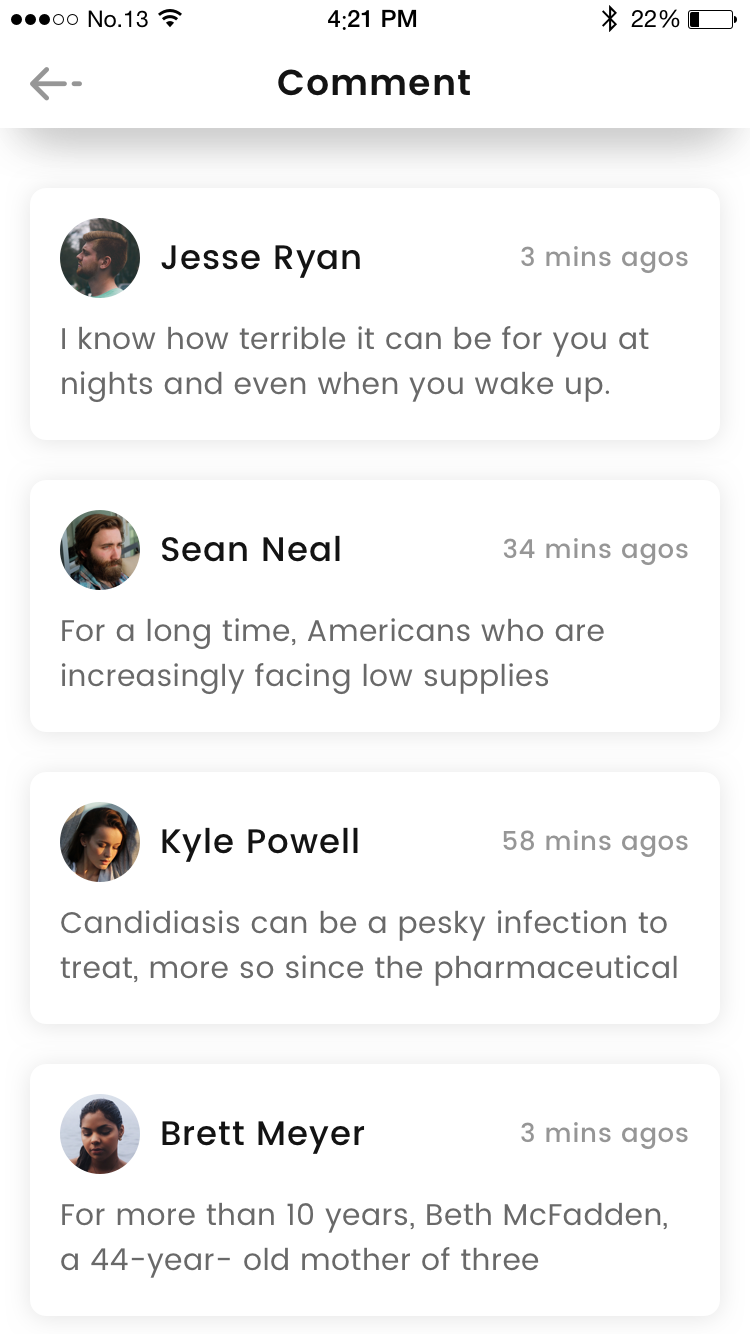 No.13 4:21 PM 22%
Comment
Jesse Ryan 3 mins agos
I know how terrible it can be for you at
nights and even when you wake up.
Sean Neal 34 mins agos
For a long time, Americans who are
increasingly facing low supplies
Kyle Powell 58 mins agos
Candidiasis can be a pesky infection to
treat, more so since the pharmaceutical
Brett Meyer 3 mins agos
For more than 10 years, Beth McFadden,
a 44-year- old mother of three